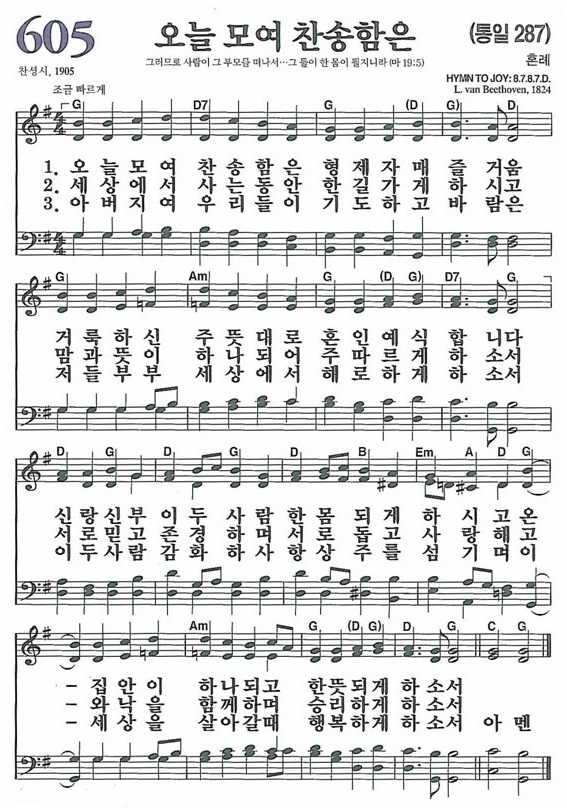 605 오늘 모여 찬송함은 (통일 287)
그러므로 사람이 그 부모를 떠나서…그 둘이 한 몸이 될지니라 (마 19:5)
혼례
찬성시, 1905
HYMN TO JOY: 8.7.8.7.D.
조금 빠르게
L. van Beethoven, 1824
G D7 G (D G) D
1. 오 늘 모 여 찬 송 함 은 형 제 자 매 즐 거 움
2. 세 상 에 서 사 는 동 안 한 길 가 게 하 시 고
3. 아 버 지 여 우 리 들 이 기 도 하 고 바 람 은
G Am G (D G) D7 G
거 룩 하 신 주 뜻 대 로 혼 인 예 식 합 니다
맘 과 뜻 이 하 나 되 어 주 따 르 게 하 소 서
저 들 부 부 세 상 에 서 해 로 하 게 하 소 서
D G D G D B Em A D G
신 랑 신 부 이 두 사 람 한 몸 되 게 하 시 고 온
서 로 믿 고 존 경 하 며 서 로 돕 고 사 랑 해 고
이 두 사 람 감 화 하 사 항 상 주 를 섬 기 며 이
Am G (D G) D G C G
- 집 안 이 하 나 되 고 한 뜻 되 게 하 소 서
- 와 낙 을 함 께 하 며 승 리 하 게 하 소 서
- 세 상 을 살 아 갈 때 행 복 하 게 하 소 서 아 멘